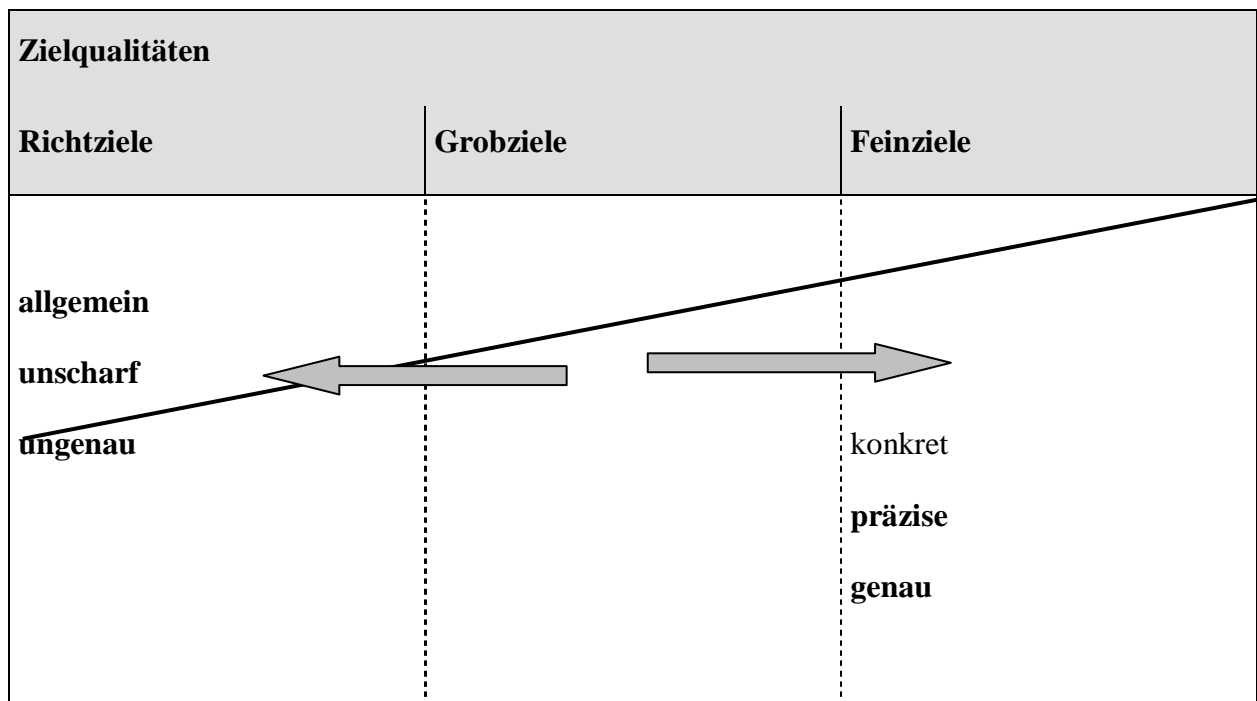 Zielqualitäten
Richtziele Grobziele Feinziele
allgemein
unscharf
ungenau
konkret
präzise
genau